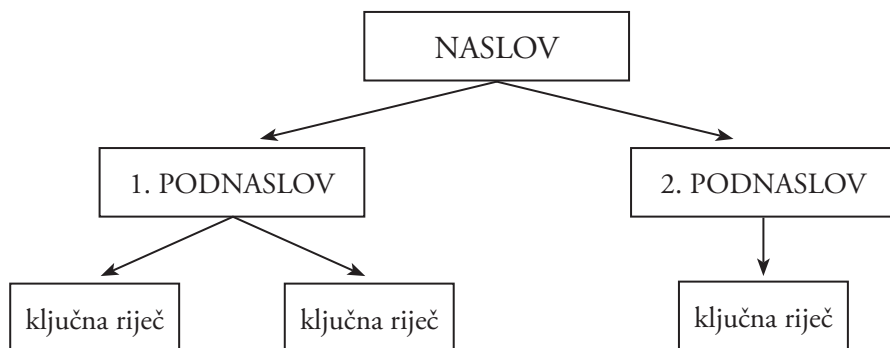 NASLOV
1. PODNASLOV
2. PODNASLOV
ključna riječ
ključna riječ
ključna riječ